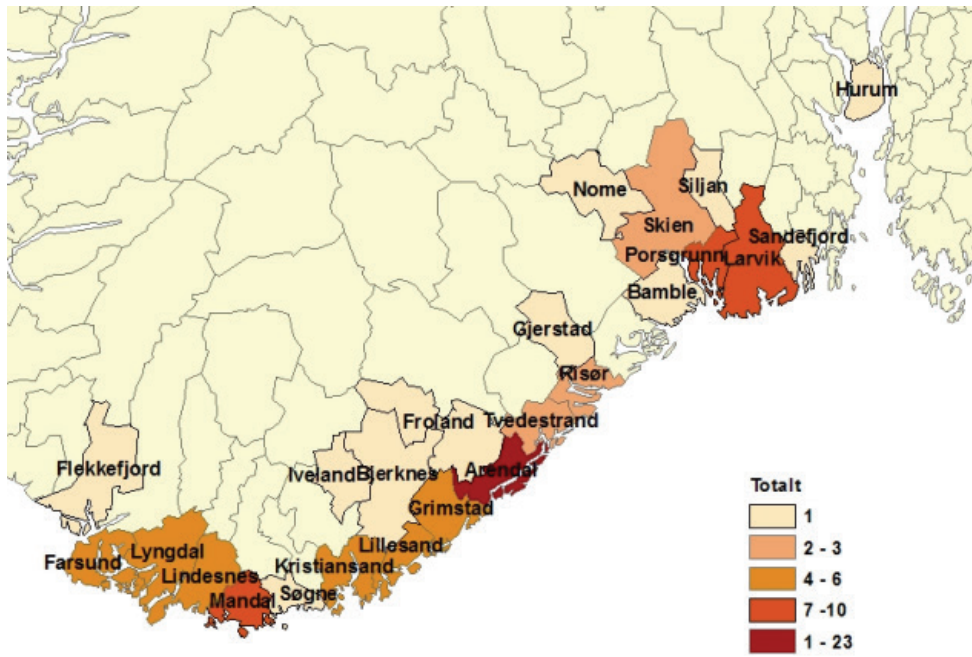 Hurum
Nome
Siljan
Skien
Sandefjord
Porsgrunn
Larvik
Bamble
Gjerstad
Risør
Froland
Tvedestrand
Flekkefjord
Iveland
Bjerknes
Arendal
Grimstad
Lillesand
Lyngdal
Farsund
Kristiansand
Lindesnes
Søgne
Mandal
Totalt
1
2 - 3
4 - 6
7 -10
1 - 23